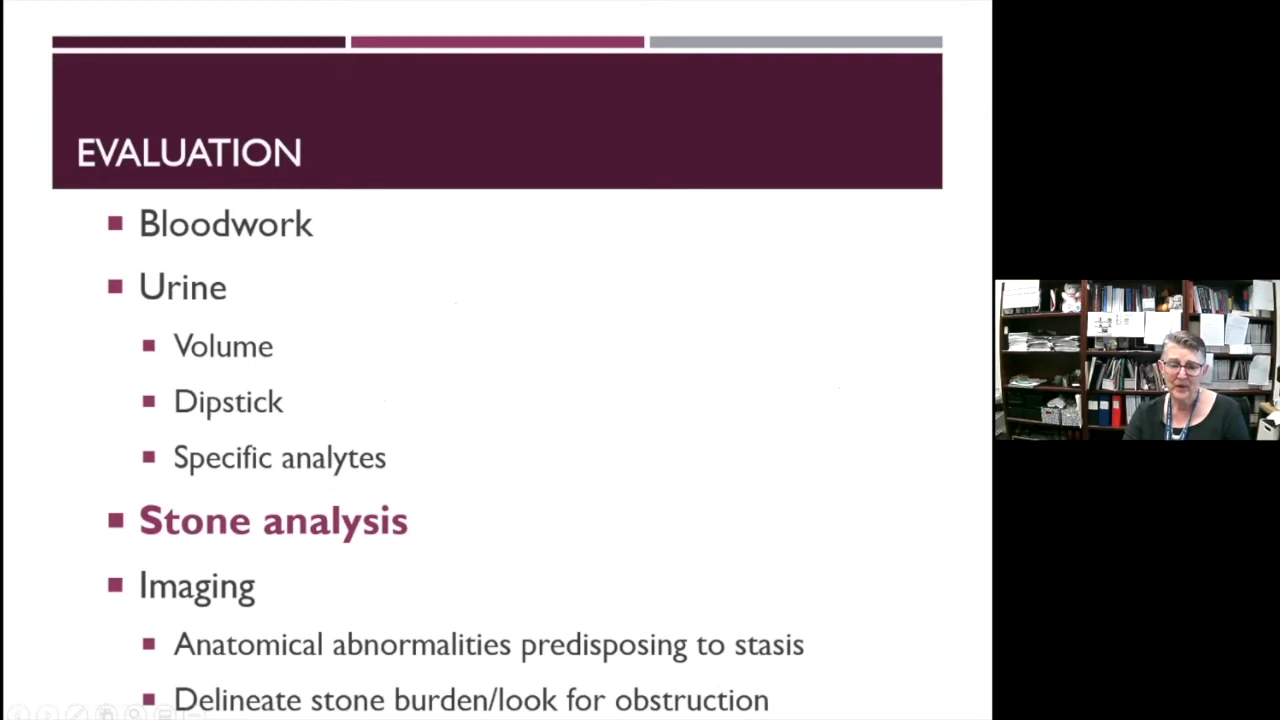 EVALUATION
Bloodwork
Urine
Volume
Dipstick
Specific analytes
Stone analysis
Imaging
Anatomical abnormalities predisposing to stasis
Delineate stone burden/look for obstruction